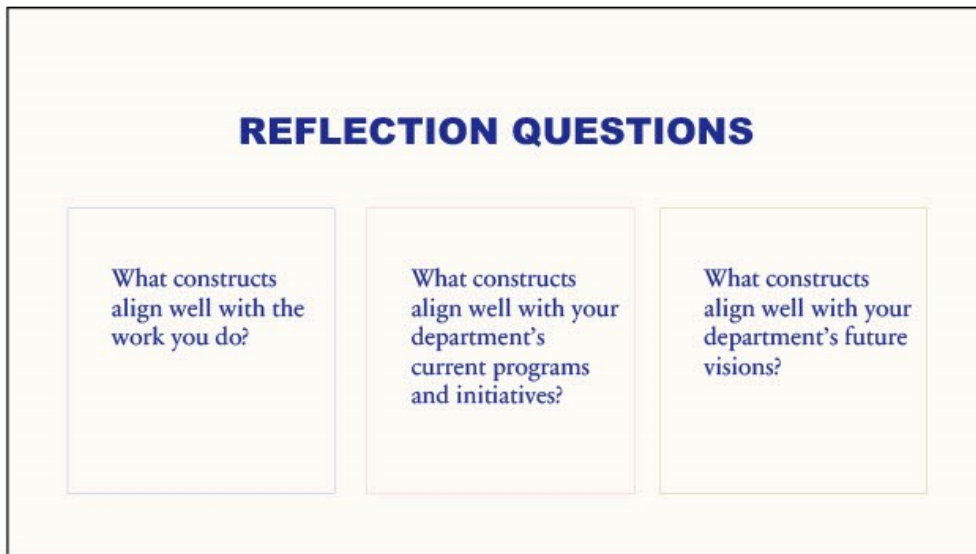 REFLECTION QUESTIONS
What constructs
align well with the
work you do?
What constructs
align well with your
department’s
current programs
and initiatives?
What constructs
align well with your
department’s future
visions?